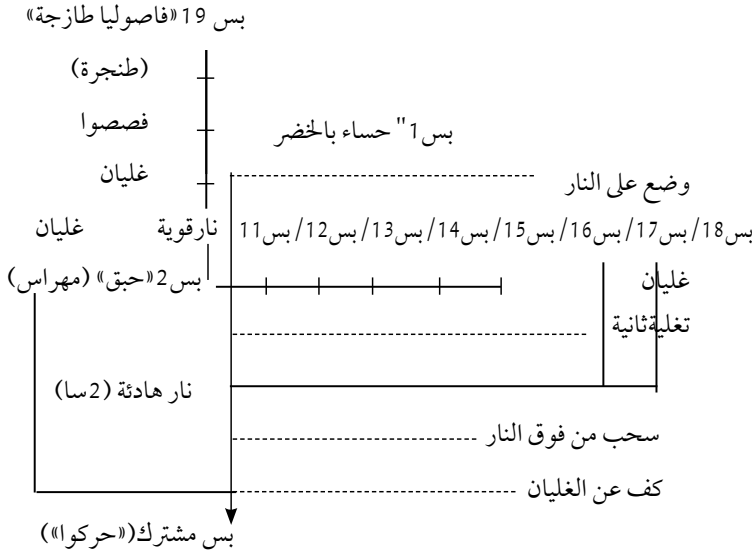 بس 19 «فاصوليا طازجة»
(طنجرة)
فصصوا
بس1" حساء بالخضر
غليان
وضع على النار
بس18/ بس17/ بس16/ بس15/ بس14/ بس13/ بس12/ بس11
نارقوية
غليان
غليان
بس2«حبق» (مهراس)
تغليةثانية
نار هادئة (2سا)
سحب من فوق النار
كف عن الغليان
بس مشترك(«حركوا»)